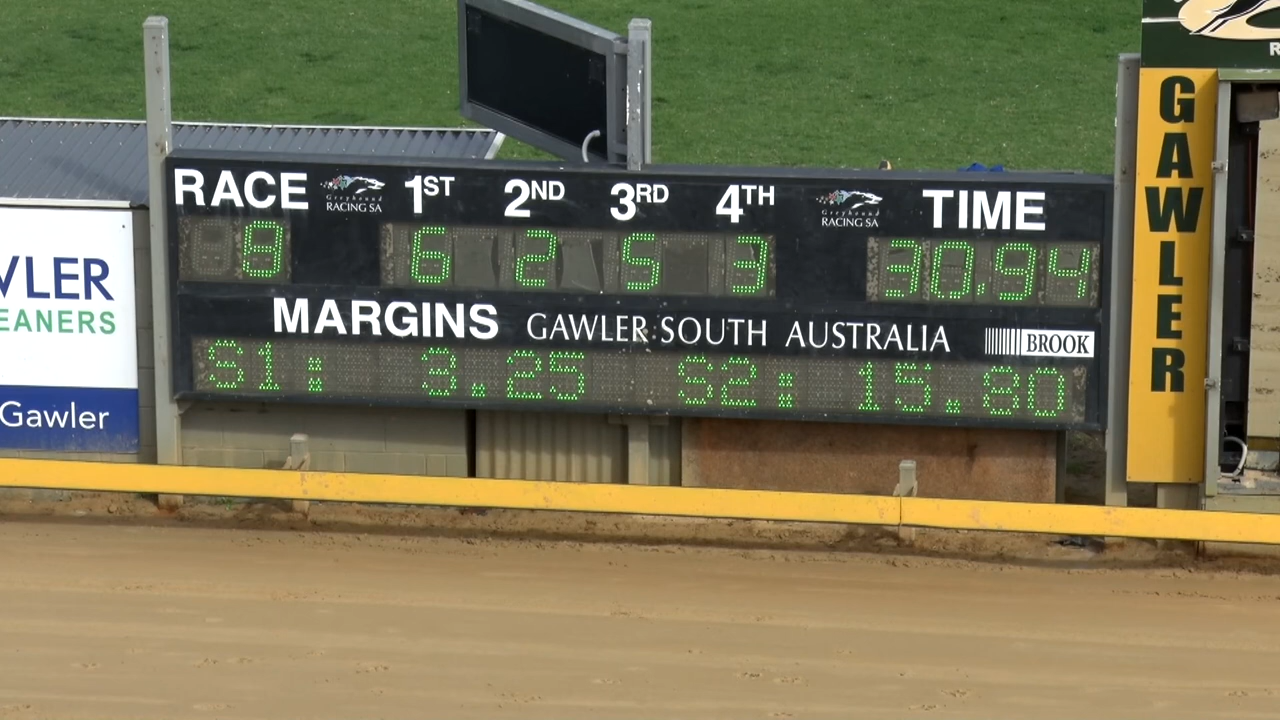 RACE 1ST 2ND 3RD 4TH TIME
Greyhound RACING SA
Greyhound RACING SA
9 6 2 5 3 30.94
MARGINS GAWLER SOUTH AUSTRALIA BROOK
S1: 3.25 S2: 15.80
WLER
EANERS
Gawler
R
GAWLER